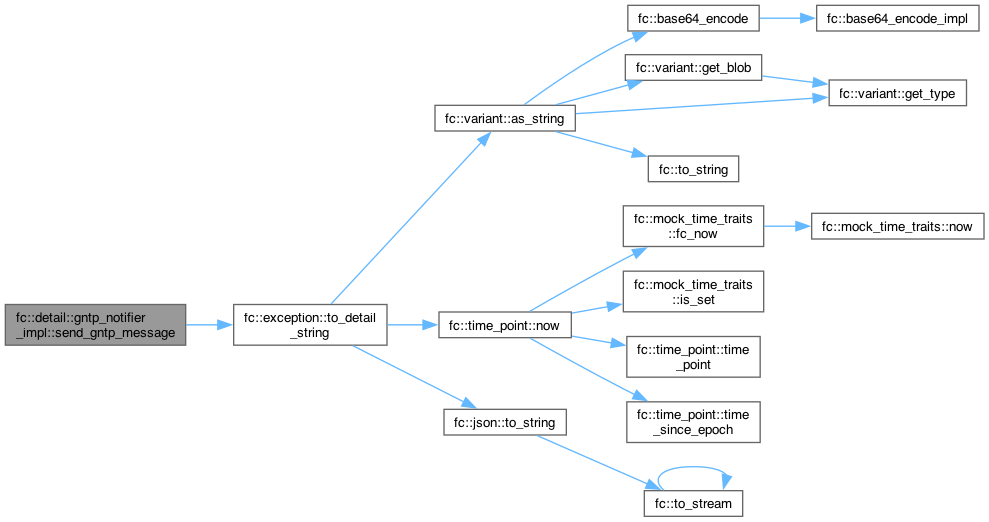 fc::detail::gntp_notifier
_impl::send_gntp_message
fc::exception::to_detail
_string
fc::variant::as_string
fc::base64_encode
fc::base64_encode_impl
fc::variant::get_blob
fc::variant::get_type
fc::to_string
fc::time_point::now
fc::mock_time_traits
::fc_now
fc::mock_time_traits::now
fc::mock_time_traits
::is_set
fc::time_point::time
_point
fc::time_point::time
_since_epoch
fc::json::to_string
fc::to_stream